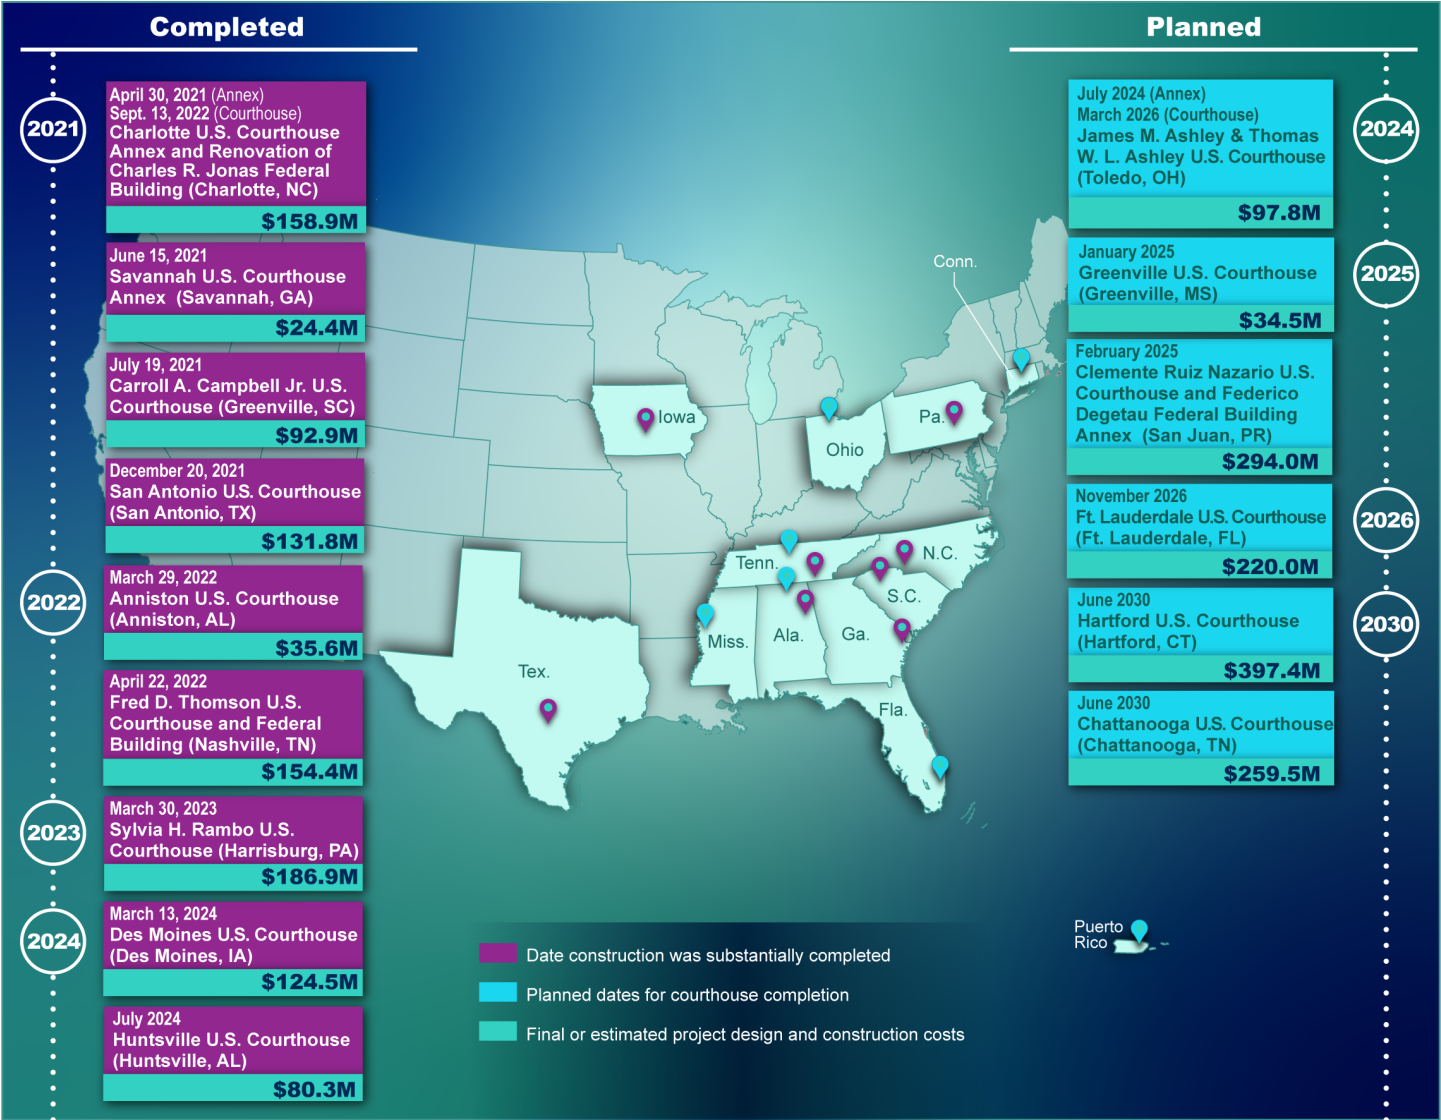 Completed
2021
April 30, 2021 (Annex)
Sept. 13, 2022 (Courthouse)
Charlotte U.S. Courthouse
Annex and Renovation of
Charles R. Jonas Federal
Building (Charlotte, NC)
$158.9M
June 15, 2021
Savannah U.S. Courthouse
Annex (Savannah, GA)
$24.4M
July 19, 2021
Carroll A. Campbell Jr. U.S.
Courthouse (Greenville, SC)
$92.9M
December 20, 2021
San Antonio U.S. Courthouse
(San Antonio, TX)
$131.8M
2022
March 29, 2022
Anniston U.S. Courthouse
(Anniston, AL)
$35.6M
April 22, 2022
Fred D. Thomson U.S.
Courthouse and Federal
Building (Nashville, TN)
$154.4M
2023
March 30, 2023
Sylvia H. Rambo U.S.
Courthouse (Harrisburg, PA)
$186.9M
2024
March 13, 2024
Des Moines U.S. Courthouse
(Des Moines, IA)
$124.5M
July 2024
Huntsville U.S. Courthouse
(Huntsville, AL)
$80.3M
Conn.
Iowa
Pa.
Ohio
Tenn.
N.C.
S.C.
Miss.
Ala.
Ga.
Tex.
Fla.
Puerto
Rico
Date construction was substantially completed
Planned dates for courthouse completion
Final or estimated project design and construction costs
Planned
2024
July 2024 (Annex)
March 2026 (Courthouse)
James M. Ashley & Thomas
W. L. Ashley U.S. Courthouse
(Toledo, OH)
$97.8M
2025
January 2025
Greenville U.S. Courthouse
(Greenville, MS)
$34.5M
February 2025
Clemente Ruiz Nazario U.S.
Courthouse and Federico
Degetau Federal Building
Annex (San Juan, PR)
$294.0M
2026
November 2026
Ft. Lauderdale U.S. Courthouse
(Ft. Lauderdale, FL)
$220.0M
2030
June 2030
Hartford U.S. Courthouse
(Hartford, CT)
$397.4M
June 2030
Chattanooga U.S. Courthouse
(Chattanooga, TN)
$259.5M